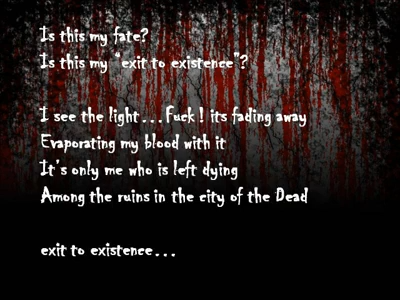 Is this my fate?
Is this my “exit to existence”?
I see the light...Fuck! its fading away
Evaporating my blood with it
It's only me who is left dying
Among the ruins in the city of the Dead
exit to existence...